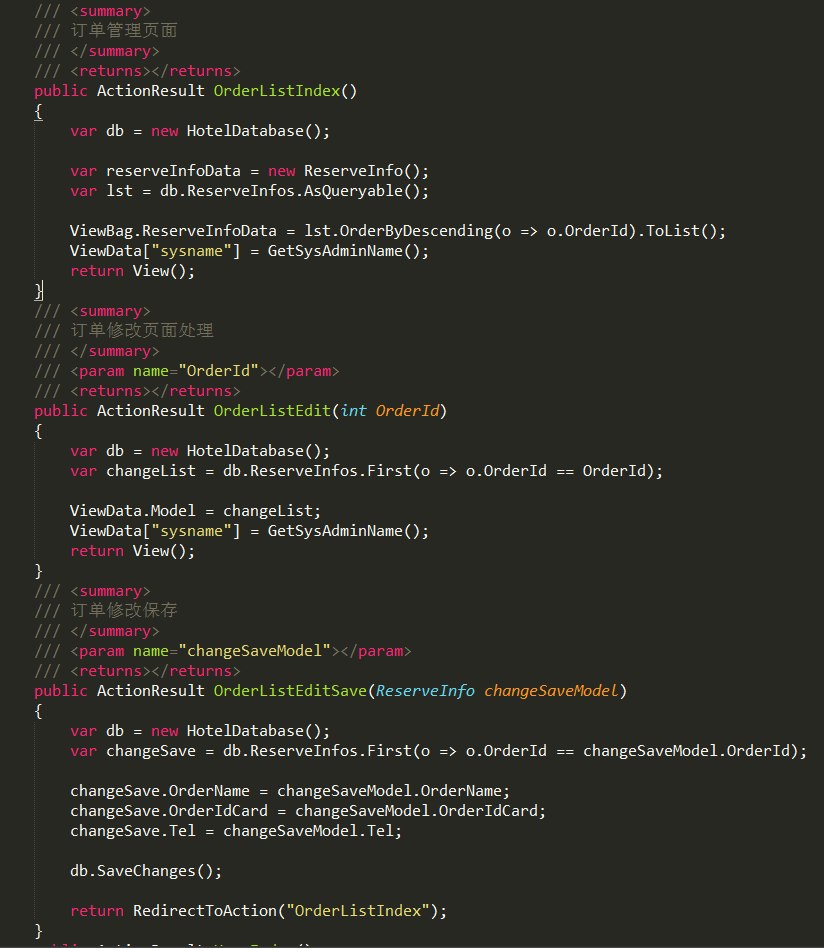 /// <summary>
/// 订单管理页面
/// </summary>
/// <returns></returns>
public ActionResult OrderListIndex()
{
    var db = new HotelDatabase();

    var reserveInfoData = new ReserveInfo();
    var lst = db.ReserveInfos.AsQueryable();

    ViewBag.ReserveInfoData = lst.OrderByDescending(o => o.OrderId).ToList();
    ViewData["sysname"] = GetSysAdminName();
    return View();
}
/// <summary>
/// 订单修改页面处理
/// </summary>
/// <param name="OrderId"></param>
/// <returns></returns>
public ActionResult OrderListEdit(int OrderId)
{
    var db = new HotelDatabase();
    var changeList = db.ReserveInfos.First(o => o.OrderId == OrderId);

    ViewData.Model = changeList;
    ViewData["sysname"] = GetSysAdminName();
    return View();
}
/// <summary>
/// 订单修改保存
/// </summary>
/// <param name="changeSaveModel"></param>
/// <returns></returns>
public ActionResult OrderListEditSave(ReserveInfo changeSaveModel)
{
    var db = new HotelDatabase();
    var changeSave = db.ReserveInfos.First(o => o.OrderId == changeSaveModel.OrderId);

    changeSave.OrderName = changeSaveModel.OrderName;
    changeSave.OrderIdCard = changeSaveModel.OrderIdCard;
    changeSave.Tel = changeSaveModel.Tel;

    db.SaveChanges();

    return RedirectToAction("OrderListIndex");
}